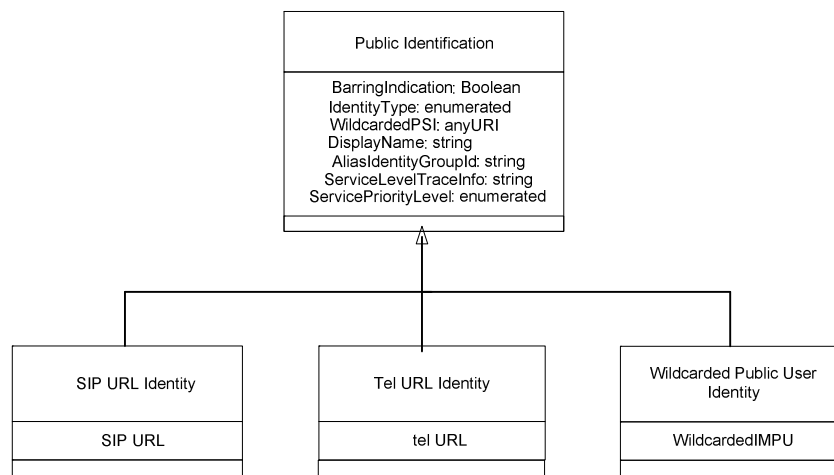 Public Identification
BarringIndication: Boolean
IdentityType: enumerated
WildcardedPSI: anyURI
DisplayName: string
AliasIdentityGroupId: string
ServiceLevelTraceInfo: string
ServicePriorityLevel: enumerated
SIP URL Identity
SIP URL
Tel URL Identity
tel URL
Wildcarded Public User
Identity
WildcardedIMPU